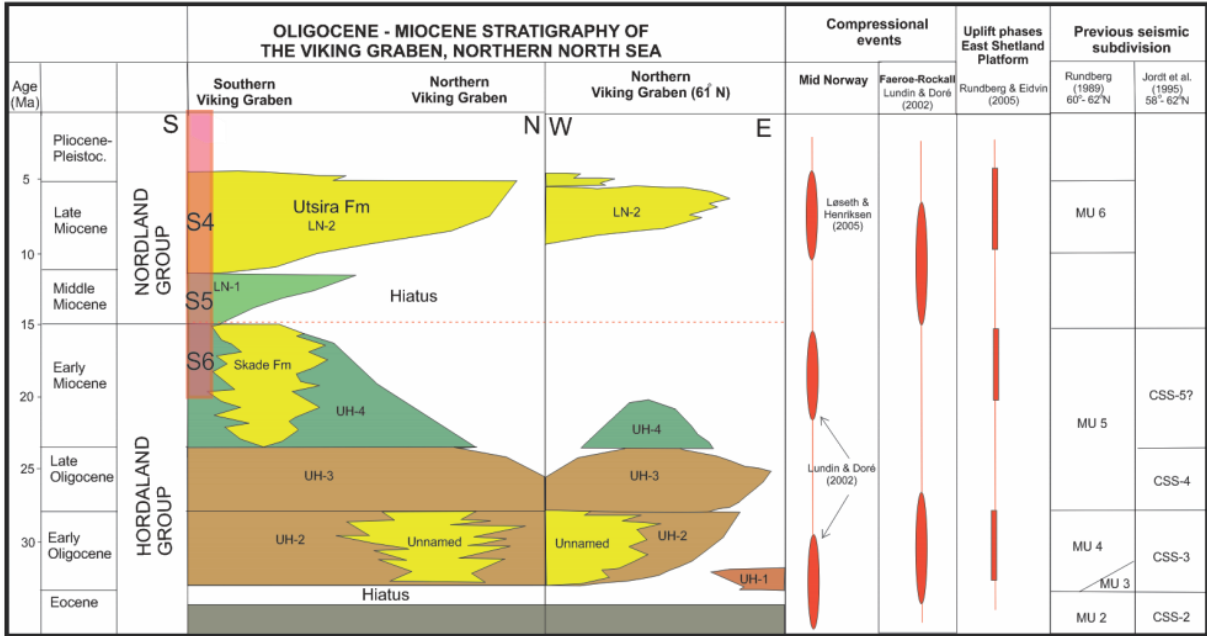 OLIGOCENE - MIOCENE STRATIGRAPHY OF
THE VIKING GRABEN, NORTHERN NORTH SEA
Compressional
events
Uplift phases
East Shetland
Platform
Previous seismic
subdivision
Age
(Ma)
Southern
Viking Graben
Northern
Viking Graben
Northern
Viking Graben (61° N)
Mid Norway
Faeroe-Rockall
Lundin & Doré
(2002)
Rundberg & Eidvin
(2005)
Rundberg
(1989)
60°- 62°N
Jordt et al.
(1995)
58°- 62°N
S
N
W
E
Pliocene-
Pleistoc.
5
Late
Miocene
10
Middle
Miocene
15
Early
Miocene
20
Late
Oligocene
25
Early
Oligocene
30
Eocene
NORDLAND
GROUP
HORDALAND
GROUP
S4
S5
S6
Utsira Fm
LN-2
LN-1
Hiatus
Skade Fm
UH-4
UH-3
UH-2
Unnamed
Hiatus
LN-2
UH-4
UH-3
Unnamed
UH-2
UH-1
Løseth &
Henriksen
(2005)
Lundin & Doré
(2002)
MU 6
MU 5
MU 4
MU 3
MU 2
CSS-5?
CSS-4
CSS-3
CSS-2